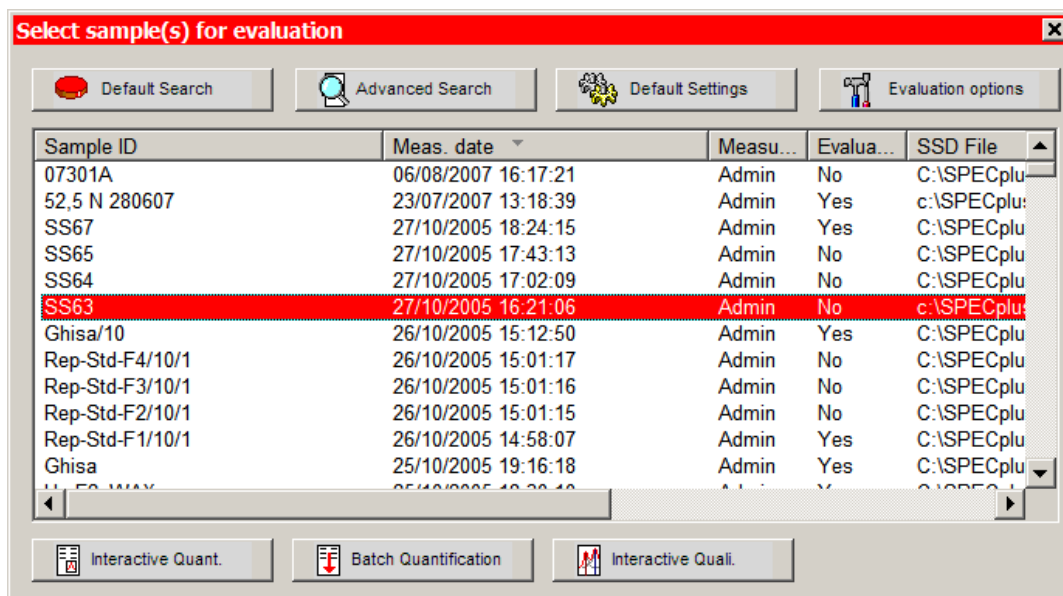 Select sample(s) for evaluation
Default Search Advanced Search Default Settings Evaluation options
Sample ID Meas. date Measu... Evalua... SSD File
07301A 06/08/2007 16:17:21 Admin No C:\SPECplu
52,5 N 280607 23/07/2007 13:18:39 Admin Yes c:\SPECplus
SS67 27/10/2005 18:24:15 Admin Yes C:\SPECplu
SS65 27/10/2005 17:43:13 Admin No C:\SPECplu
SS64 27/10/2005 17:02:09 Admin No C:\SPECplu
SS63 27/10/2005 16:21:06 Admin No c:\SPECplus
Ghisa/10 26/10/2005 15:12:50 Admin Yes C:\SPECplu
Rep-Std-F4/10/1 26/10/2005 15:01:17 Admin No C:\SPECplu
Rep-Std-F3/10/1 26/10/2005 15:01:16 Admin No C:\SPECplu
Rep-Std-F2/10/1 26/10/2005 15:01:15 Admin No C:\SPECplu
Rep-Std-F1/10/1 26/10/2005 14:58:07 Admin Yes C:\SPECplu
Ghisa 25/10/2005 19:16:18 Admin Yes C:\SPECplu
Interactive Quant. Batch Quantification Interactive Quali.